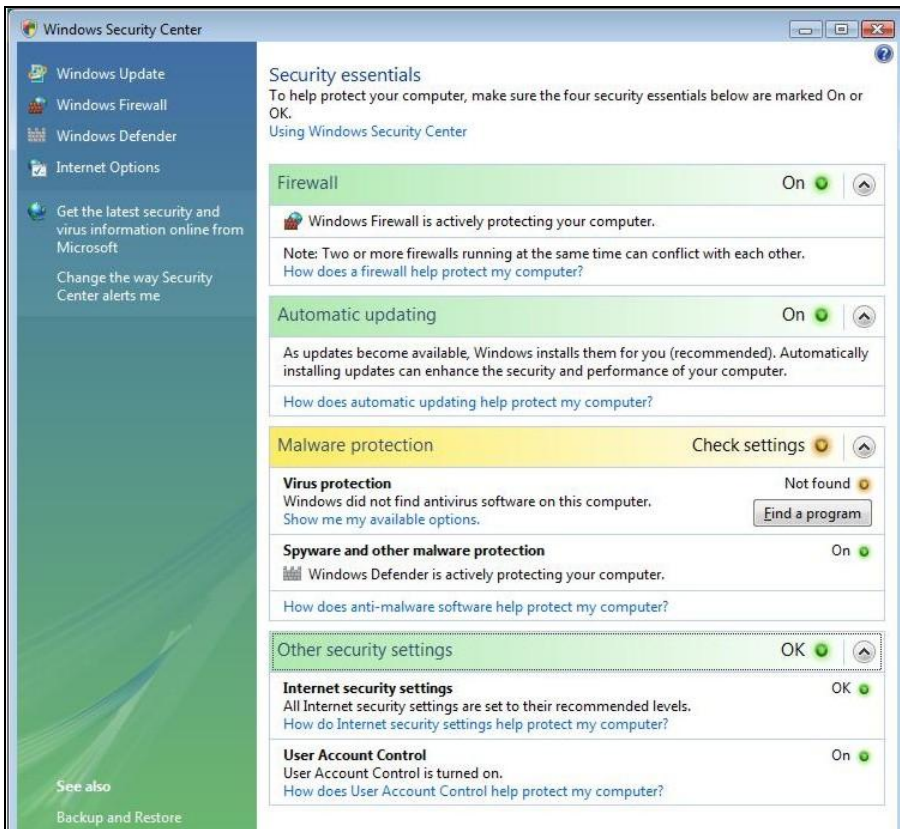 Windows Security Center
Windows Update
Windows Firewall
Windows Defender
Internet Options
Get the latest security and
virus information online from
Microsoft
Change the way Security
Center alerts me
See also
Backup and Restore
Security essentials
To help protect your computer, make sure the four security essentials below are marked On or
OK.
Using Windows Security Center
Firewall On
Windows Firewall is actively protecting your computer.
Note: Two or more firewalls running at the same time can conflict with each other.
How does a firewall help protect my computer?
Automatic updating On
As updates become available, Windows installs them for you (recommended). Automatically
installing updates can enhance the security and performance of your computer.
How does automatic updating help protect my computer?
Malware protection Check settings
Virus protection Not found
Windows did not find antivirus software on this computer.
Show me my available options.
Find a program
Spyware and other malware protection On
Windows Defender is actively protecting your computer.
How does anti-malware software help protect my computer?
Other security settings OK
Internet security settings OK
All Internet security settings are set to their recommended levels.
How do Internet security settings help protect my computer?
User Account Control On
User Account Control is turned on.
How does User Account Control help protect my computer?